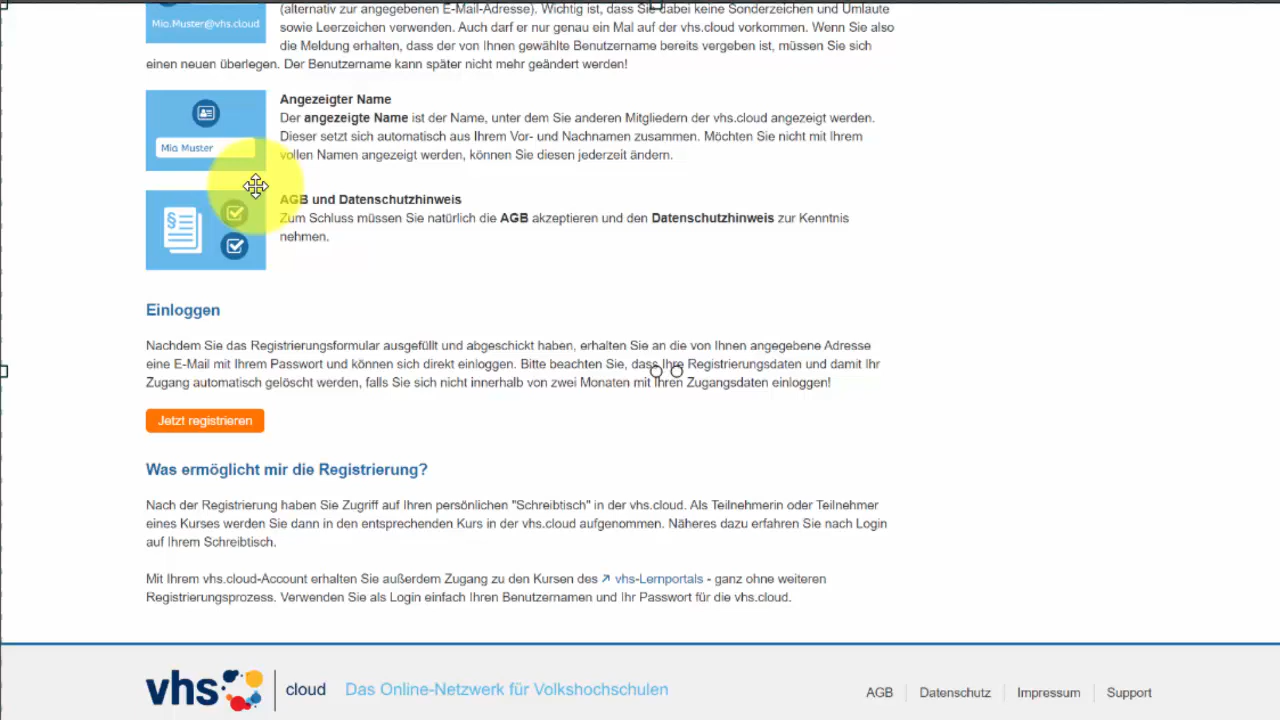 Mia.Muster@vhs.cloud
(alternativ zur angegebenen E-Mail-Adresse). Wichtig ist, dass Sie dabei keine Sonderzeichen und Umlaute
sowie Leerzeichen verwenden. Auch darf er nur genau ein Mal auf der vhs.cloud vorkommen. Wenn Sie also
die Meldung erhalten, dass der von Ihnen gewählte Benutzername bereits vergeben ist, müssen Sie sich
einen neuen überlegen. Der Benutzername kann später nicht mehr geändert werden!
Angezeigter Name
Der angezeigte Name ist der Name, unter dem Sie anderen Mitgliedern der vhs.cloud angezeigt werden.
Dieser setzt sich automatisch aus Ihrem Vor- und Nachnamen zusammen. Möchten Sie nicht mit Ihrem
vollen Namen angezeigt werden, können Sie diesen jederzeit ändern.
Mia Muster
AGB und Datenschutzhinweis
Zum Schluss müssen Sie natürlich die AGB akzeptieren und den Datenschutzhinweis zur Kenntnis
nehmen.
§
Einloggen
Nachdem Sie das Registrierungsformular ausgefüllt und abgeschickt haben, erhalten Sie an die von Ihnen angegebene Adresse
eine E-Mail mit Ihrem Passwort und können sich direkt einloggen. Bitte beachten Sie, dass Ihre Registrierungsdaten und damit Ihr
Zugang automatisch gelöscht werden, falls Sie sich nicht innerhalb von zwei Monaten mit Ihren Zugangsdaten einloggen!
Jetzt registrieren
Was ermöglicht mir die Registrierung?
Nach der Registrierung haben Sie Zugriff auf Ihren persönlichen "Schreibtisch" in der vhs.cloud. Als Teilnehmerin oder Teilnehmer
eines Kurses werden Sie dann in den entsprechenden Kurs in der vhs.cloud aufgenommen. Näheres dazu erfahren Sie nach Login
auf Ihrem Schreibtisch.
Mit Ihrem vhs.cloud-Account erhalten Sie außerdem Zugang zu den Kursen des vhs-Lernportals - ganz ohne weiteren
Registrierungsprozess. Verwenden Sie als Login einfach Ihren Benutzernamen und Ihr Passwort für die vhs.cloud.
vhs cloud Das Online-Netzwerk für Volkshochschulen
AGB Datenschutz Impressum Support